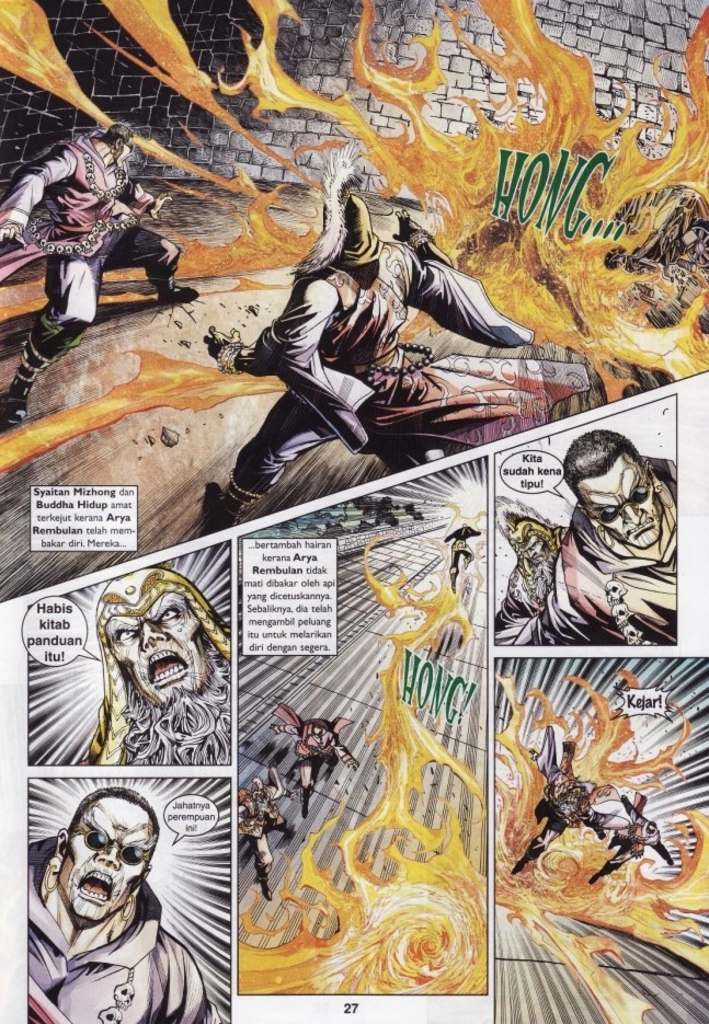 HONG....
Syaitan Mizhong dan
Buddha Hidup amat
terkejut kerana Arya
Rembulan telah mem-
bakar diri. Mereka...
Habis
kitab
panduan
itu!
Jahatnya
perempuan
ini!
...bertambah hairan
kerana Arya
Rembulan tidak
mati dibakar oleh api
yang dicetuskannya.
Sebaliknya, dia telah
mengambil peluang
itu untuk melarikan
diri dengan segera.
HONG!
Kita
sudah kena
tipu!
Kejar!
27